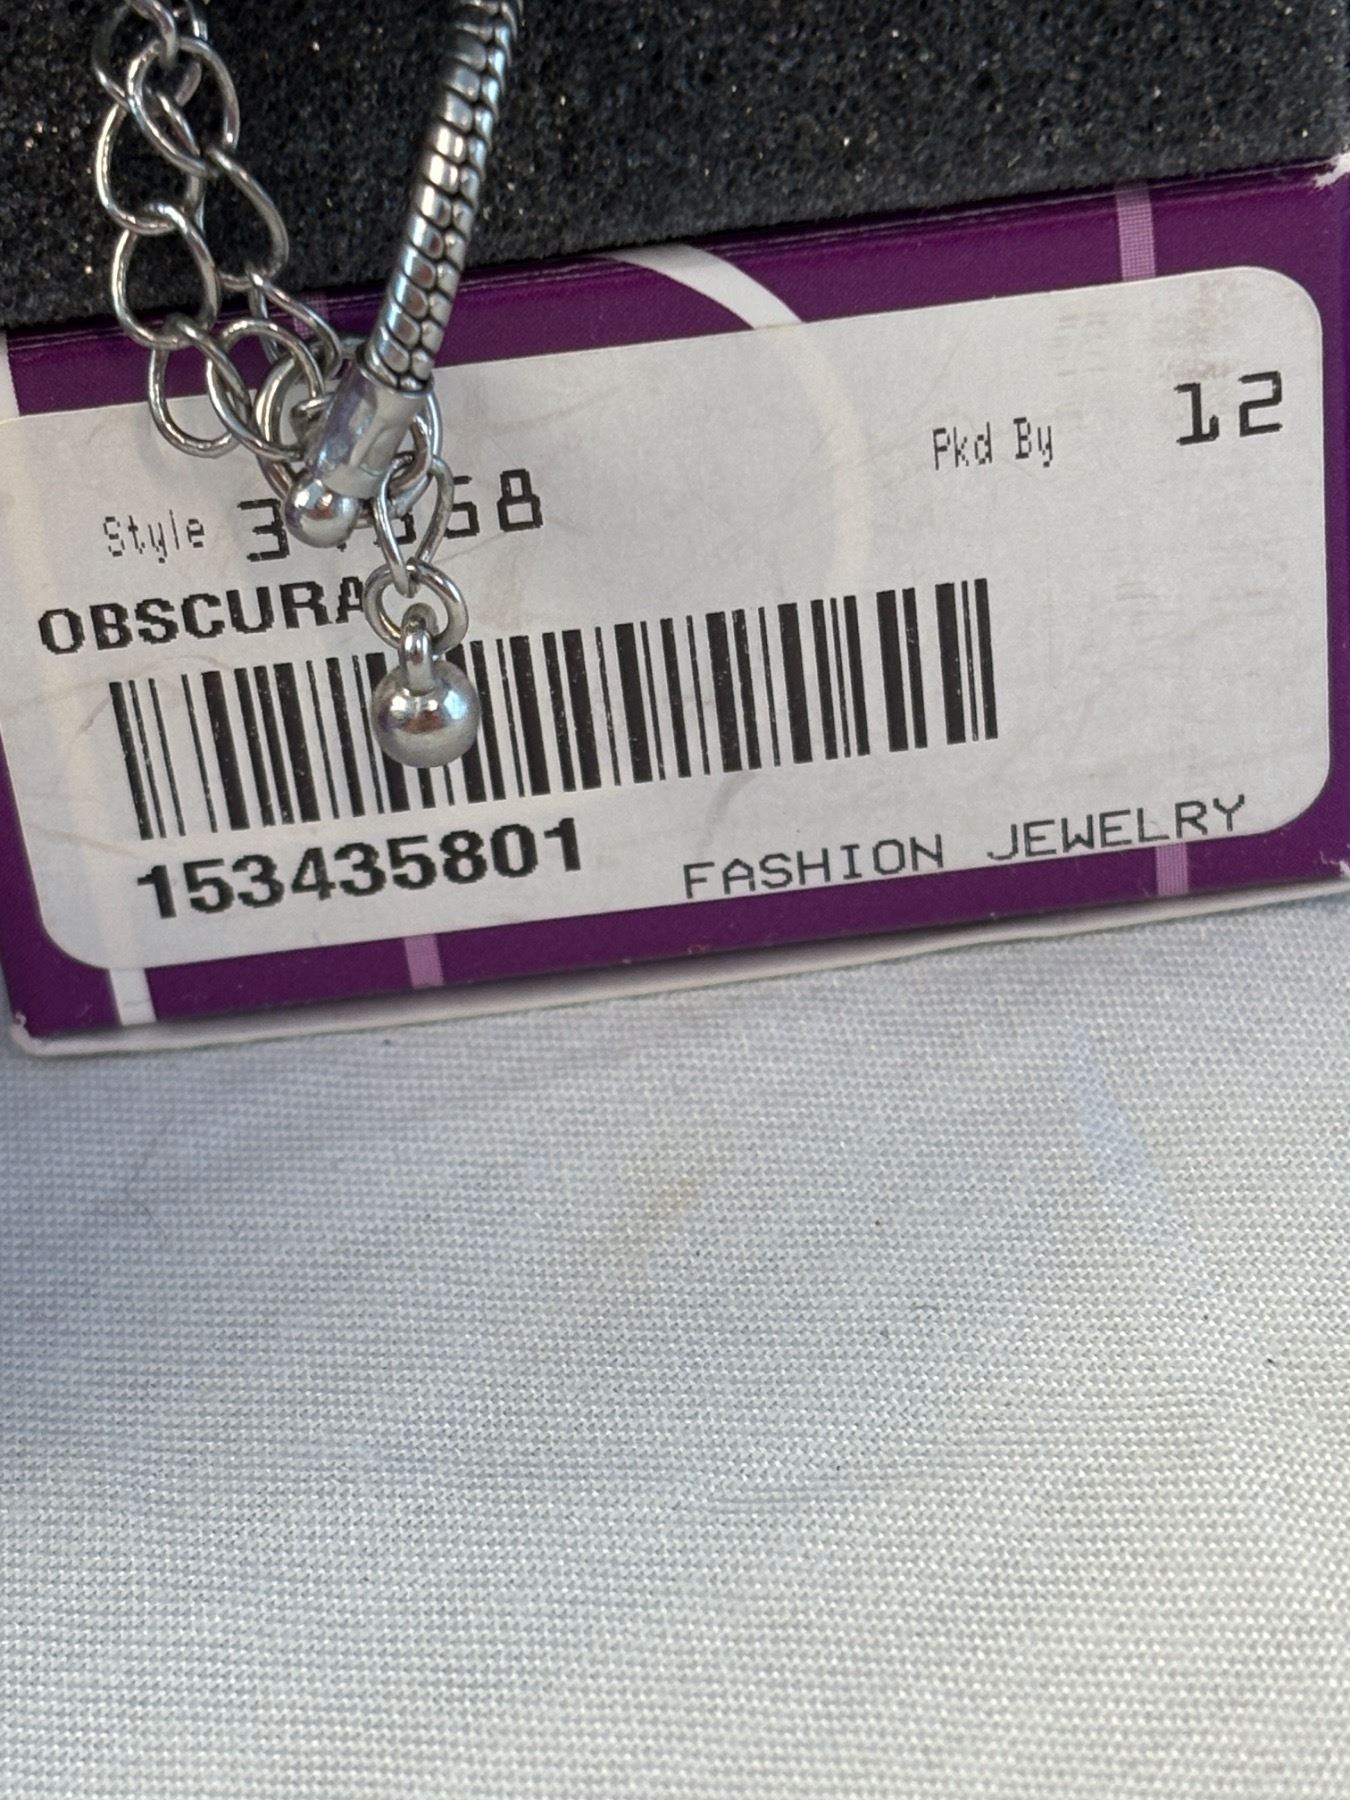 Pkd By 12
Style
OBSCURA
153435801
FASHION JEWELRY